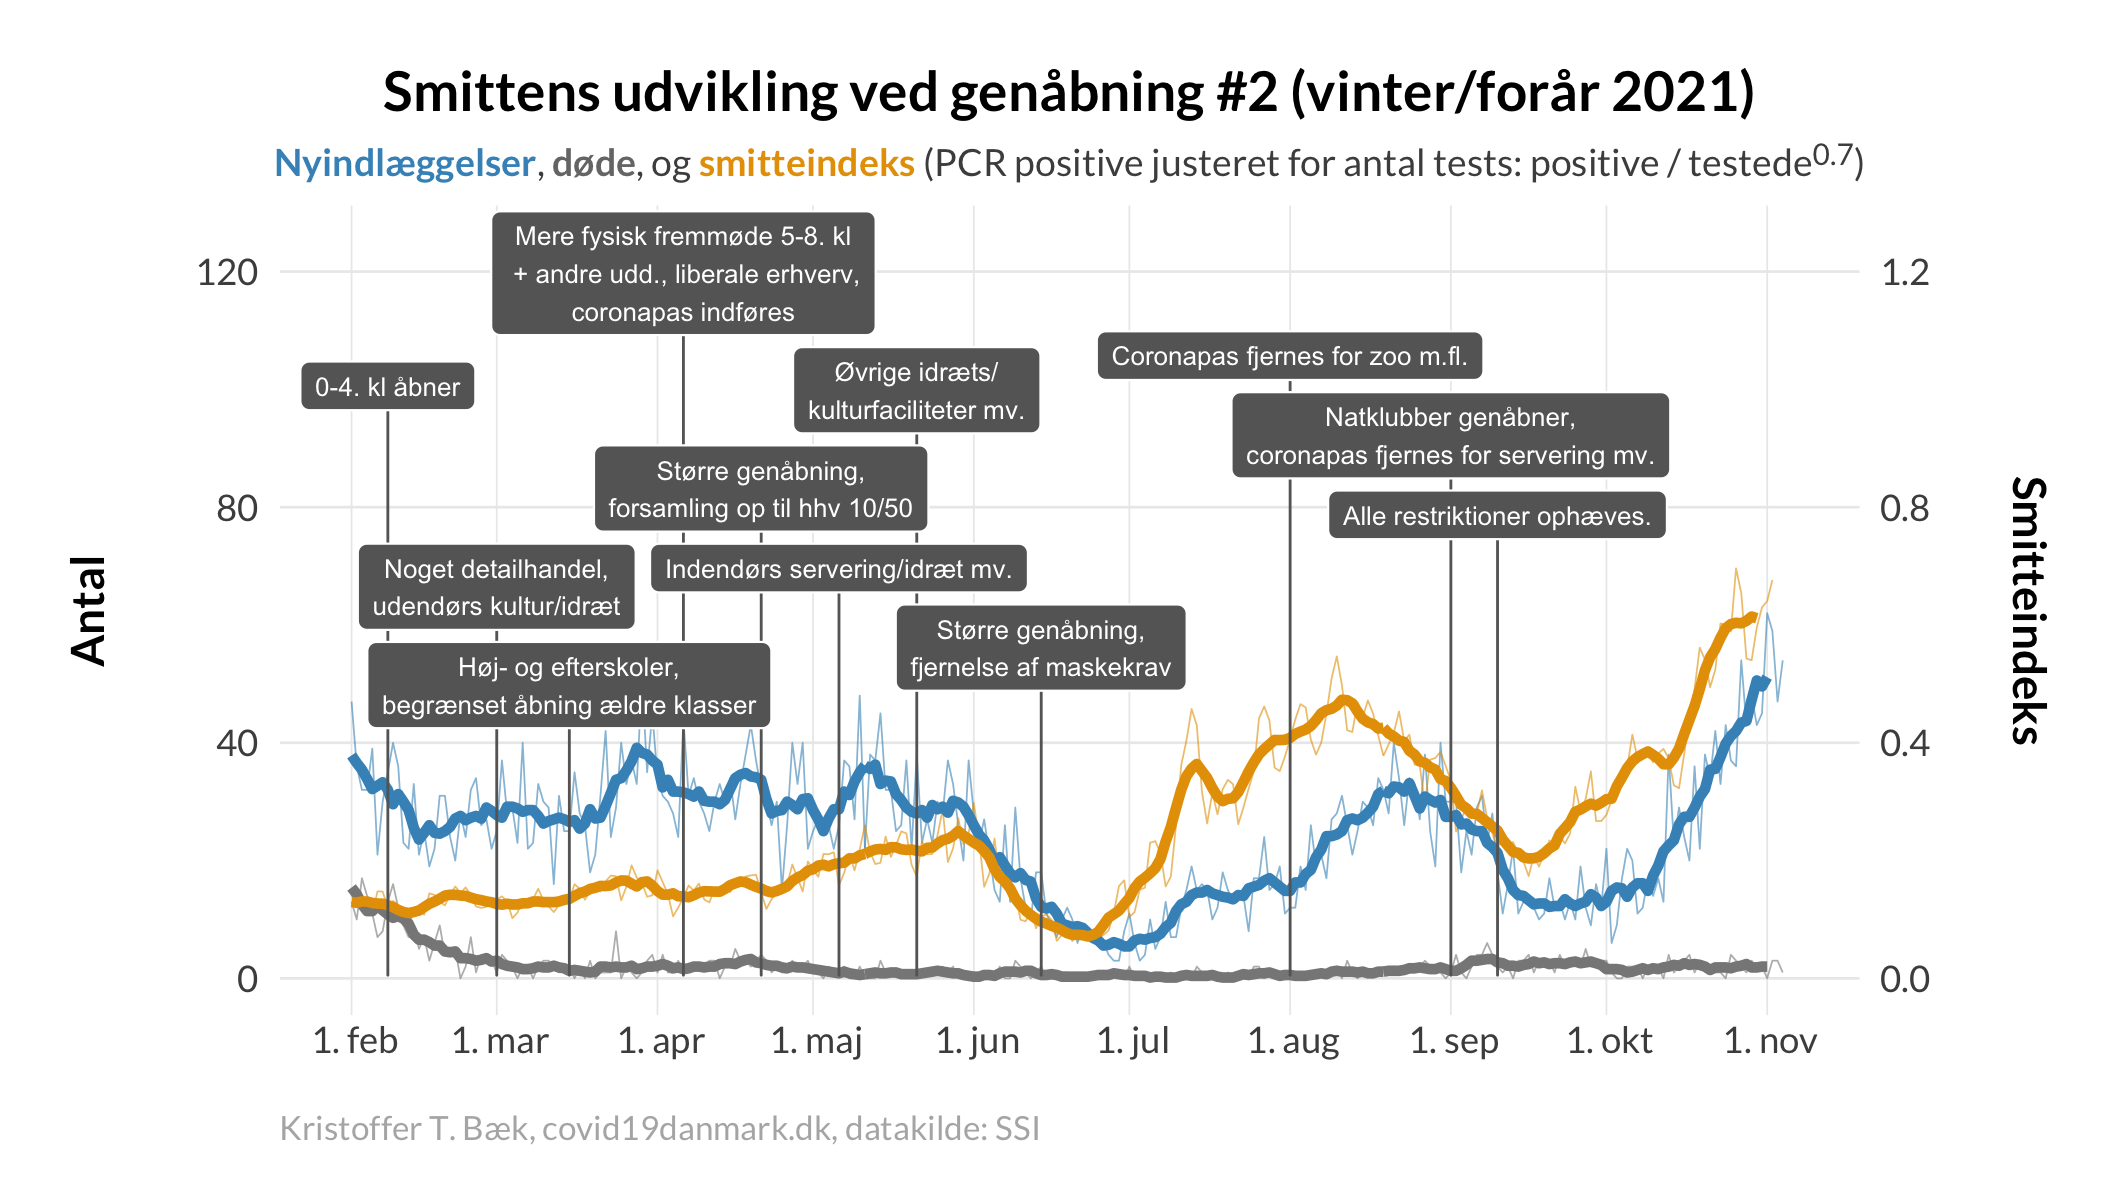 Smittens udvikling ved genåbning #2 (vinter/forår 2021)
Nyindlæggelser, døde, og smitteindeks (PCR positive justeret for antal tests: positive / testede^0.7)
Mere fysisk fremmøde 5-8. kl
+ andre udd., liberale erhverv,
coronapas indføres
0-4. kl åbner
Øvrige idræts/
kulturfaciliteter mv.
Coronapas fjernes for zoo m.fl.
Natklubber genåbner,
coronapas fjernes for servering mv.
Større genåbning,
forsamling op til hhv 10/50
Alle restriktioner ophæves.
Noget detailhandel,
udendørs kultur/idræt
Indendørs servering/idræt mv.
Større genåbning,
fjernelse af maskekrav
Høj- og efterskoler,
begrænset åbning ældre klasser
Antal
120
80
40
0
1.2
0.8
0.4
0.0
Smitteindeks
1. feb
1. mar
1. apr
1. maj
1. jun
1. jul
1. aug
1. sep
1. okt
1. nov
Kristoffer T. Bæk, covid19danmark.dk, datakilde: SSI